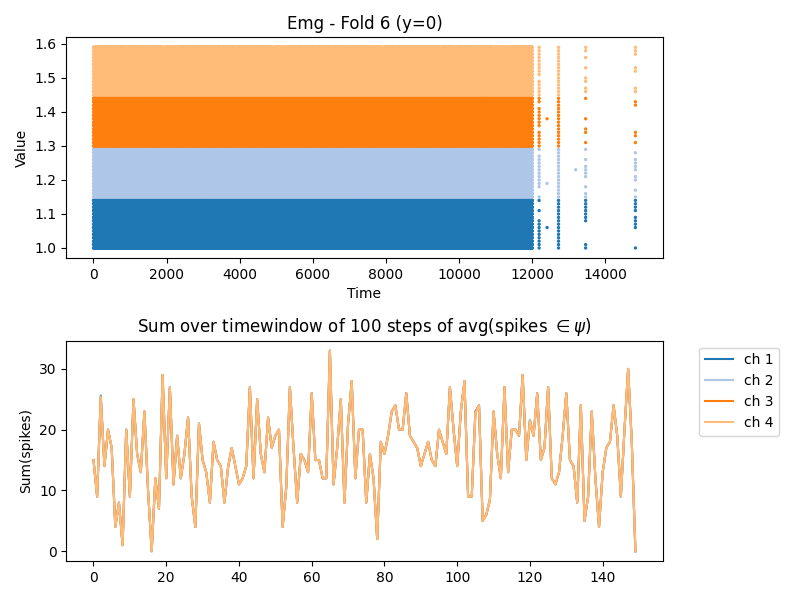 Emg - Fold 6 (y=0)
1.6
1.5
1.4
1.3
1.2
1.1
1.0
Value
0 2000 4000 6000 8000 10000 12000 14000
Time
Sum over timewindow of 100 steps of avg(spikes ∈ ψ)
30
20
10
0
Sum(spikes)
0 20 40 60 80 100 120 140
ch 1
ch 2
ch 3
ch 4